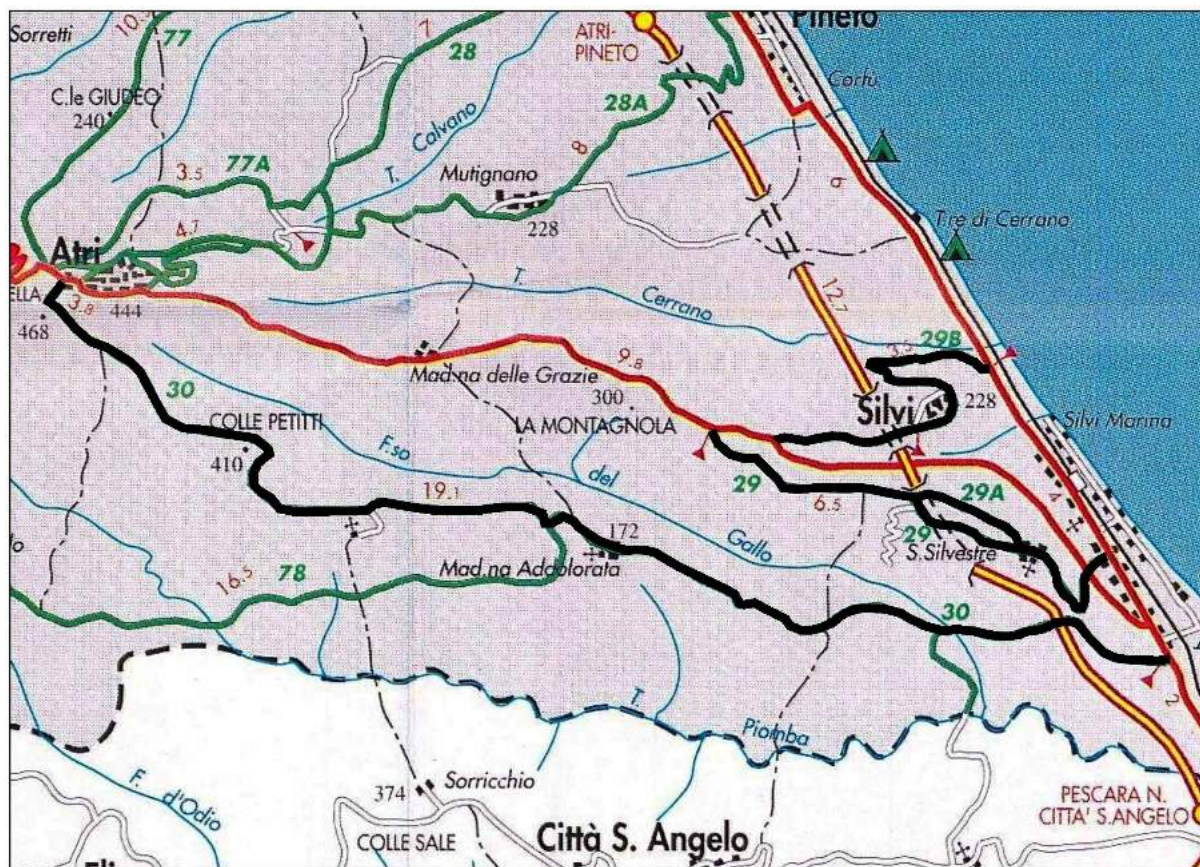 Sorretti
77
7
28
ATRI-
PINETO
Pineto
C.le GIUDEO
240
28A
Corfù
77A
3.5
T. Calvano
8
Mutignano
228
9
T.re di Cerrano
4.7
Atri
444
3.8
468
T. Cerrano
12.7
3.5
29B
9.8
Mad.na delle Grazie
30
300
Silvi
228
COLLE PETITTI
LA MONTAGNOLA
Silvi Marina
410
F.so del Gallo
29
6.5
29A
4
19.1
172
29
S.Silvestre
16.5
78
Mad.na Addolorata
30
T. Piomba
2
Sorricchio
374
F. d'Odio
COLLE SALE
Città S. Angelo
PESCARA N.
CITTA' S.ANGELO